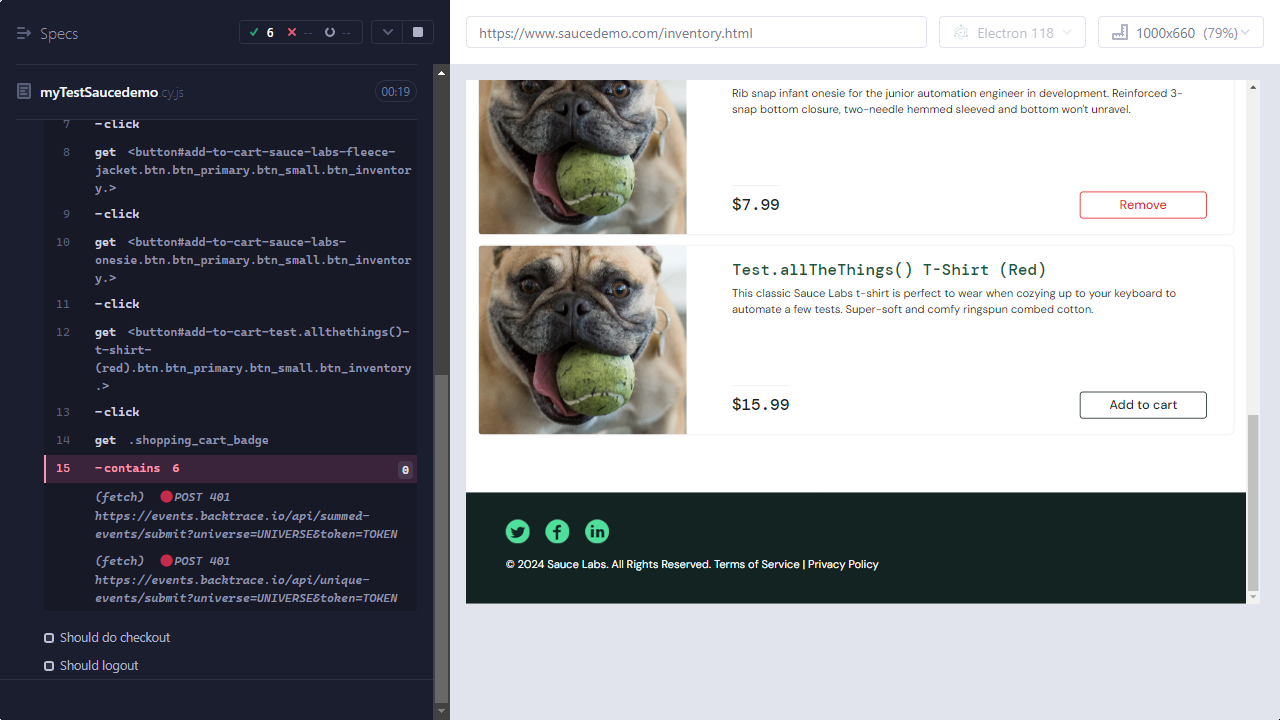 Specs
6
--
--
myTestSaucedemo.cy.js
00:19
7 -click
8 get <button#add-to-cart-sauce-labs-fleece-
jacket.btn.btn_primary.btn_small.btn_inventor
y.>
9 -click
10 get <button#add-to-cart-sauce-labs-
onesie.btn.btn_primary.btn_small.btn_inventor
y.>
11 -click
12 get <button#add-to-cart-test.allthethings()-
t-shirt-
(red).btn.btn_primary.btn_small.btn_inventory
.>
13 -click
14 get .shopping_cart_badge
15 -contains 6
0
(fetch) POST 401
https://events.backtrace.io/api/summed-
events/submit?universe=UNIVERSE&token=TOKEN
(fetch) POST 401
https://events.backtrace.io/api/unique-
events/submit?universe=UNIVERSE&token=TOKEN
Should do checkout
Should logout
https://www.saucedemo.com/inventory.html
Electron 118
1000x660 (79%)
Rib snap infant onesie for the junior automation engineer in development. Reinforced 3-
snap bottom closure, two-needle hemmed sleeved and bottom won't unravel.
$7.99
Remove
Test.allTheThings() T-Shirt (Red)
This classic Sauce Labs t-shirt is perfect to wear when cozying up to your keyboard to
automate a few tests. Super-soft and comfy ringspun combed cotton.
$15.99
Add to cart
© 2024 Sauce Labs. All Rights Reserved. Terms of Service | Privacy Policy